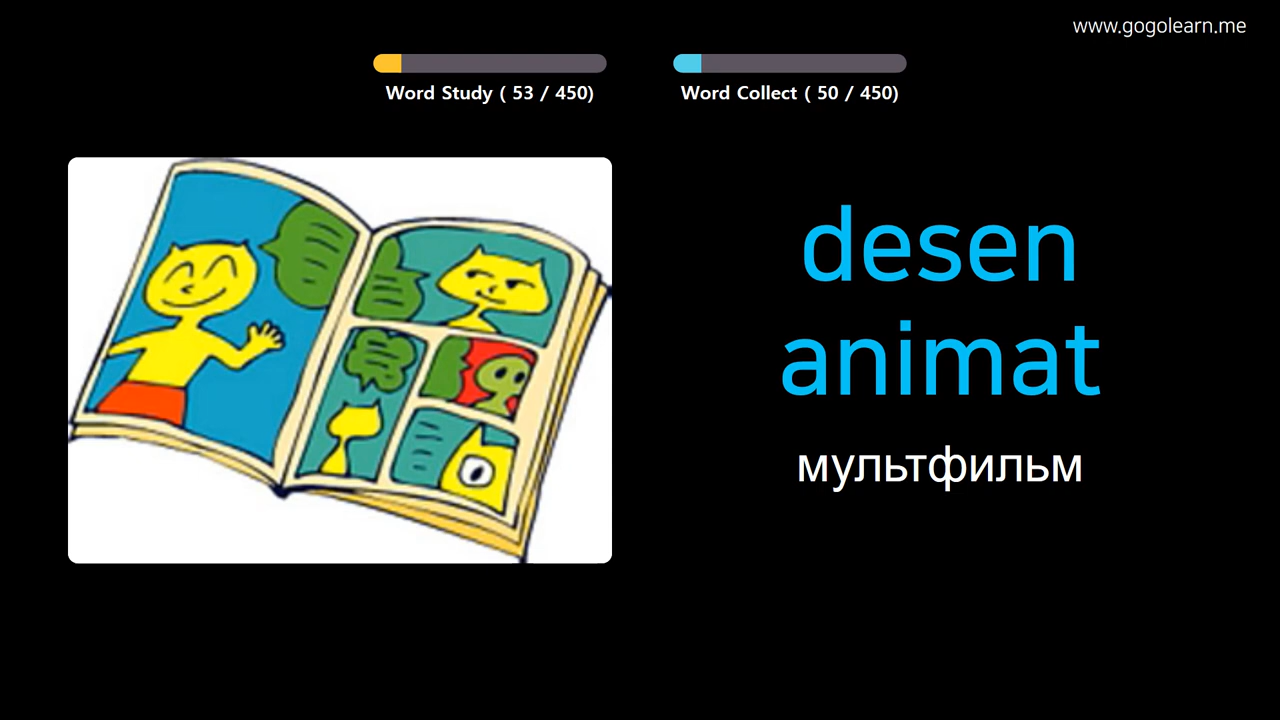 www.gogolearn.me
Word Study ( 53 / 450)
Word Collect ( 50 / 450)
desen
animat
мультфильм